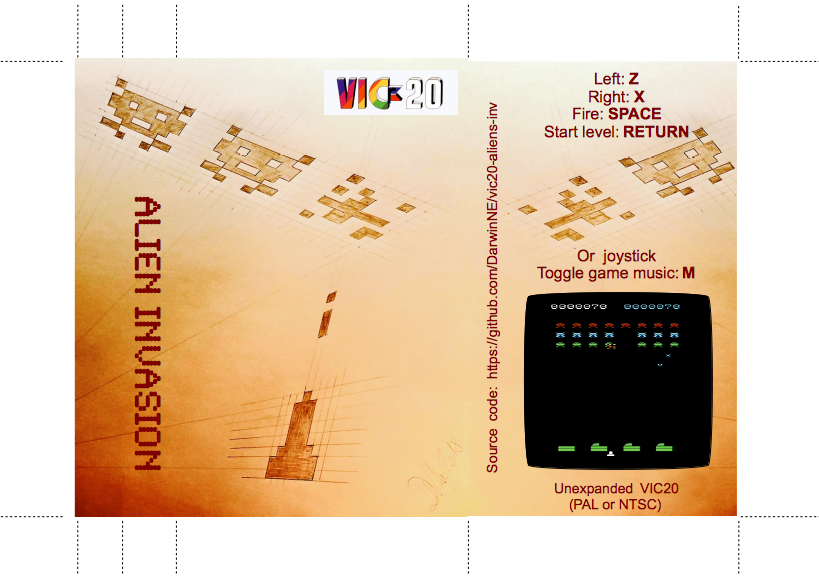 VIC-20
ALIEN INVASION
Source code: https://github.com/DarwinNE/vic20-aliens-inv
Left: Z
Right: X
Fire: SPACE
Start level: RETURN
Or joystick
Toggle game music: M
0000070 0000070
Unexpanded VIC20
(PAL or NTSC)